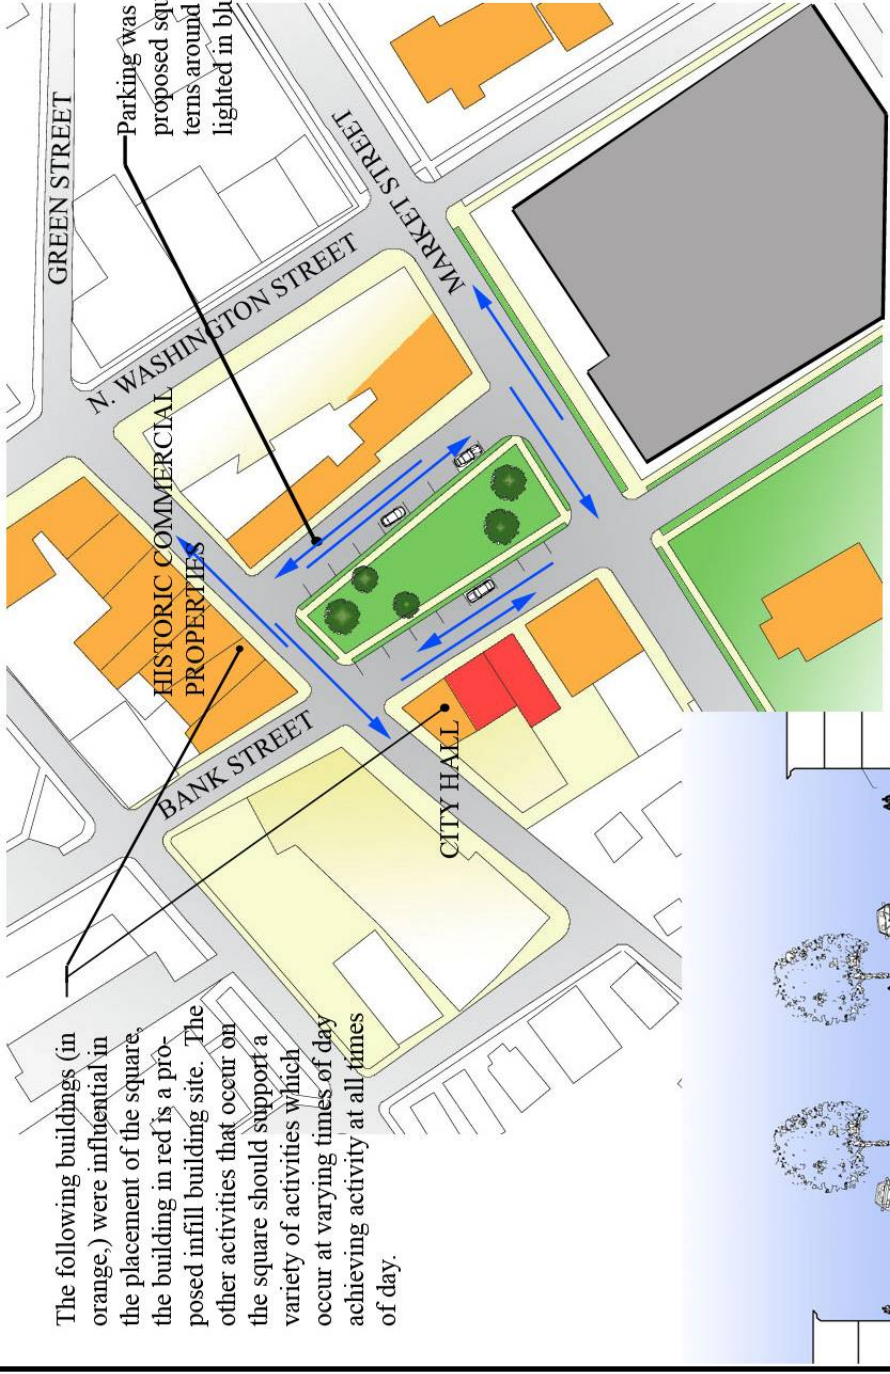 GREEN STREET
N. WASHINGTON STREET
MARKET STREET
Parking was
proposed squ
terns around
lighted in blu
HISTORIC COMMERCIAL
PROPERTIES
BANK STREET
CITY HALL
The following buildings (in
orange,) were influential in
the placement of the square,
the building in red is a pro-
posed infill building site. The
other activities that occur on
the square should support a
variety of activities which
occur at varying times of day
achieving activity at all times
of day.